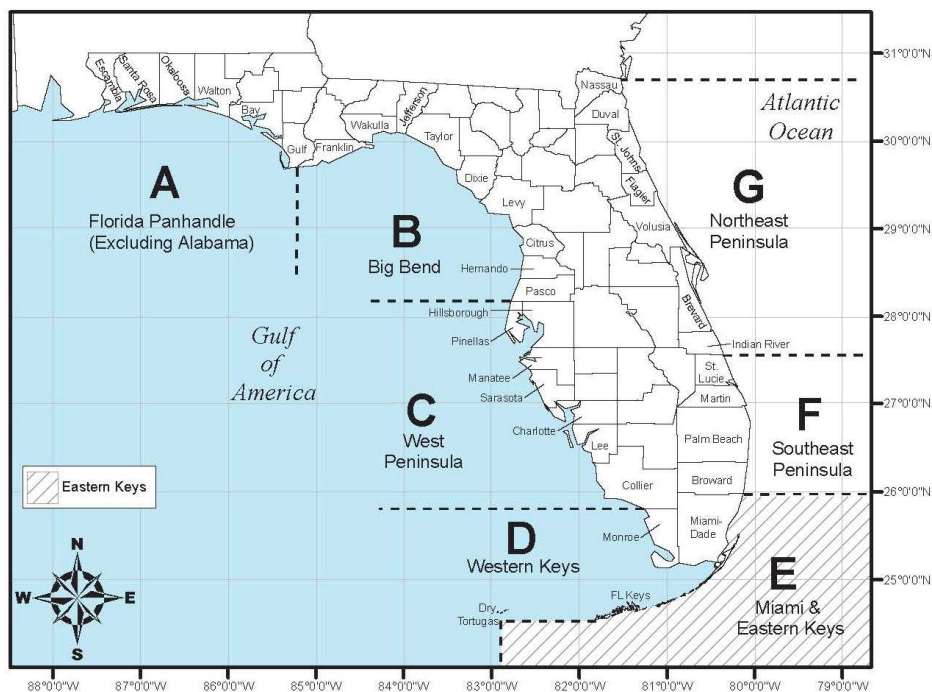 Escambia
Santa Rosa
Okaloosa
Walton
Bay
Gulf
Franklin
Wakulla
Jefferson
Taylor
Dixie
Levy
Citrus
Hernando
Pasco
Hillsborough
Pinellas
Manatee
Sarasota
Charlotte
Lee
Collier
Monroe
Nassau
Duval
St. Johns
Flagler
Volusia
Brevard
Indian River
St.
Lucie
Martin
Palm Beach
Broward
Miami-
Dade
FL Keys
Dry
Tortugas
Atlantic
Ocean
Gulf
of
America
A
Florida Panhandle
(Excluding Alabama)
B
Big Bend
C
West
Peninsula
D
Western Keys
E
Miami &
Eastern Keys
F
Southeast
Peninsula
G
Northeast
Peninsula
Eastern Keys
N
W
E
S
31°0'0"N
30°0'0"N
29°0'0"N
28°0'0"N
27°0'0"N
26°0'0"N
25°0'0"N
88°0'0"W
87°0'0"W
86°0'0"W
85°0'0"W
84°0'0"W
83°0'0"W
82°0'0"W
81°0'0"W
80°0'0"W
79°0'0"W